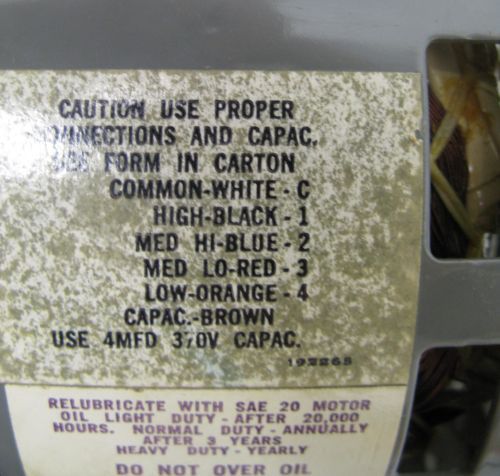 CAUTION USE PROPER
CONNECTIONS AND CAPAC.
SEE FORM IN CARTON
COMMON-WHITE - C
HIGH-BLACK - 1
MED HI-BLUE - 2
MED LO-RED - 3
LOW-ORANGE - 4
CAPAC.-BROWN
USE 4MFD 370V CAPAC.
RELUBRICATE WITH SAE 20 MOTOR
OIL LIGHT DUTY - AFTER 20,000
HOURS. NORMAL DUTY - ANNUALLY
AFTER 3 YEARS
HEAVY DUTY - YEARLY
DO NOT OVER OIL